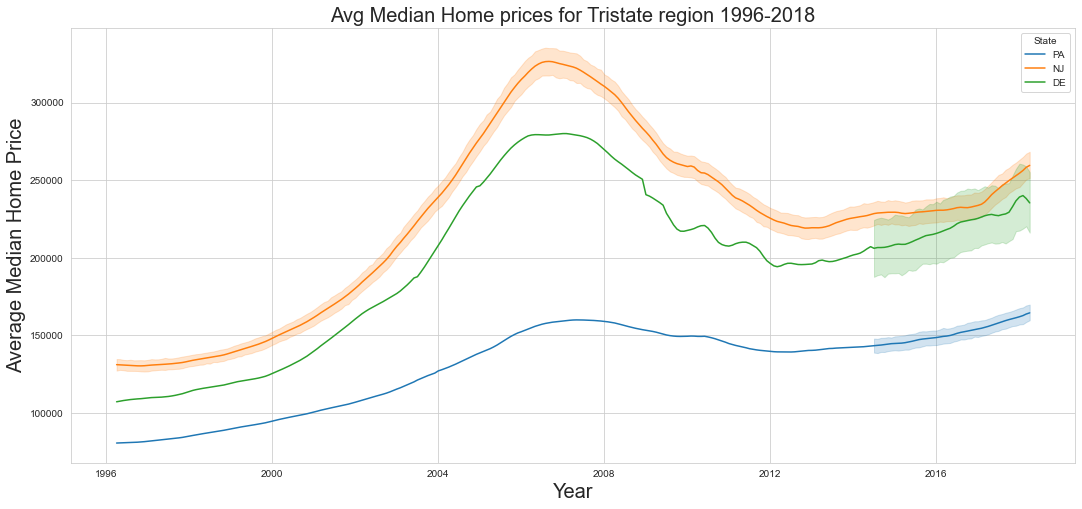 Avg Median Home prices for Tristate region 1996-2018
State
PA
NJ
DE
Average Median Home Price
300000
250000
200000
150000
100000
1996 2000 2004 2008 2012 2016
Year